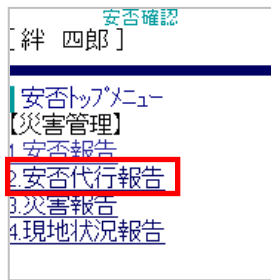 安否確認
[絆 四郎]
安否トップメニュー
【災害管理】
1.安否報告
2.安否代行報告
3.災害報告
4.現地状況報告